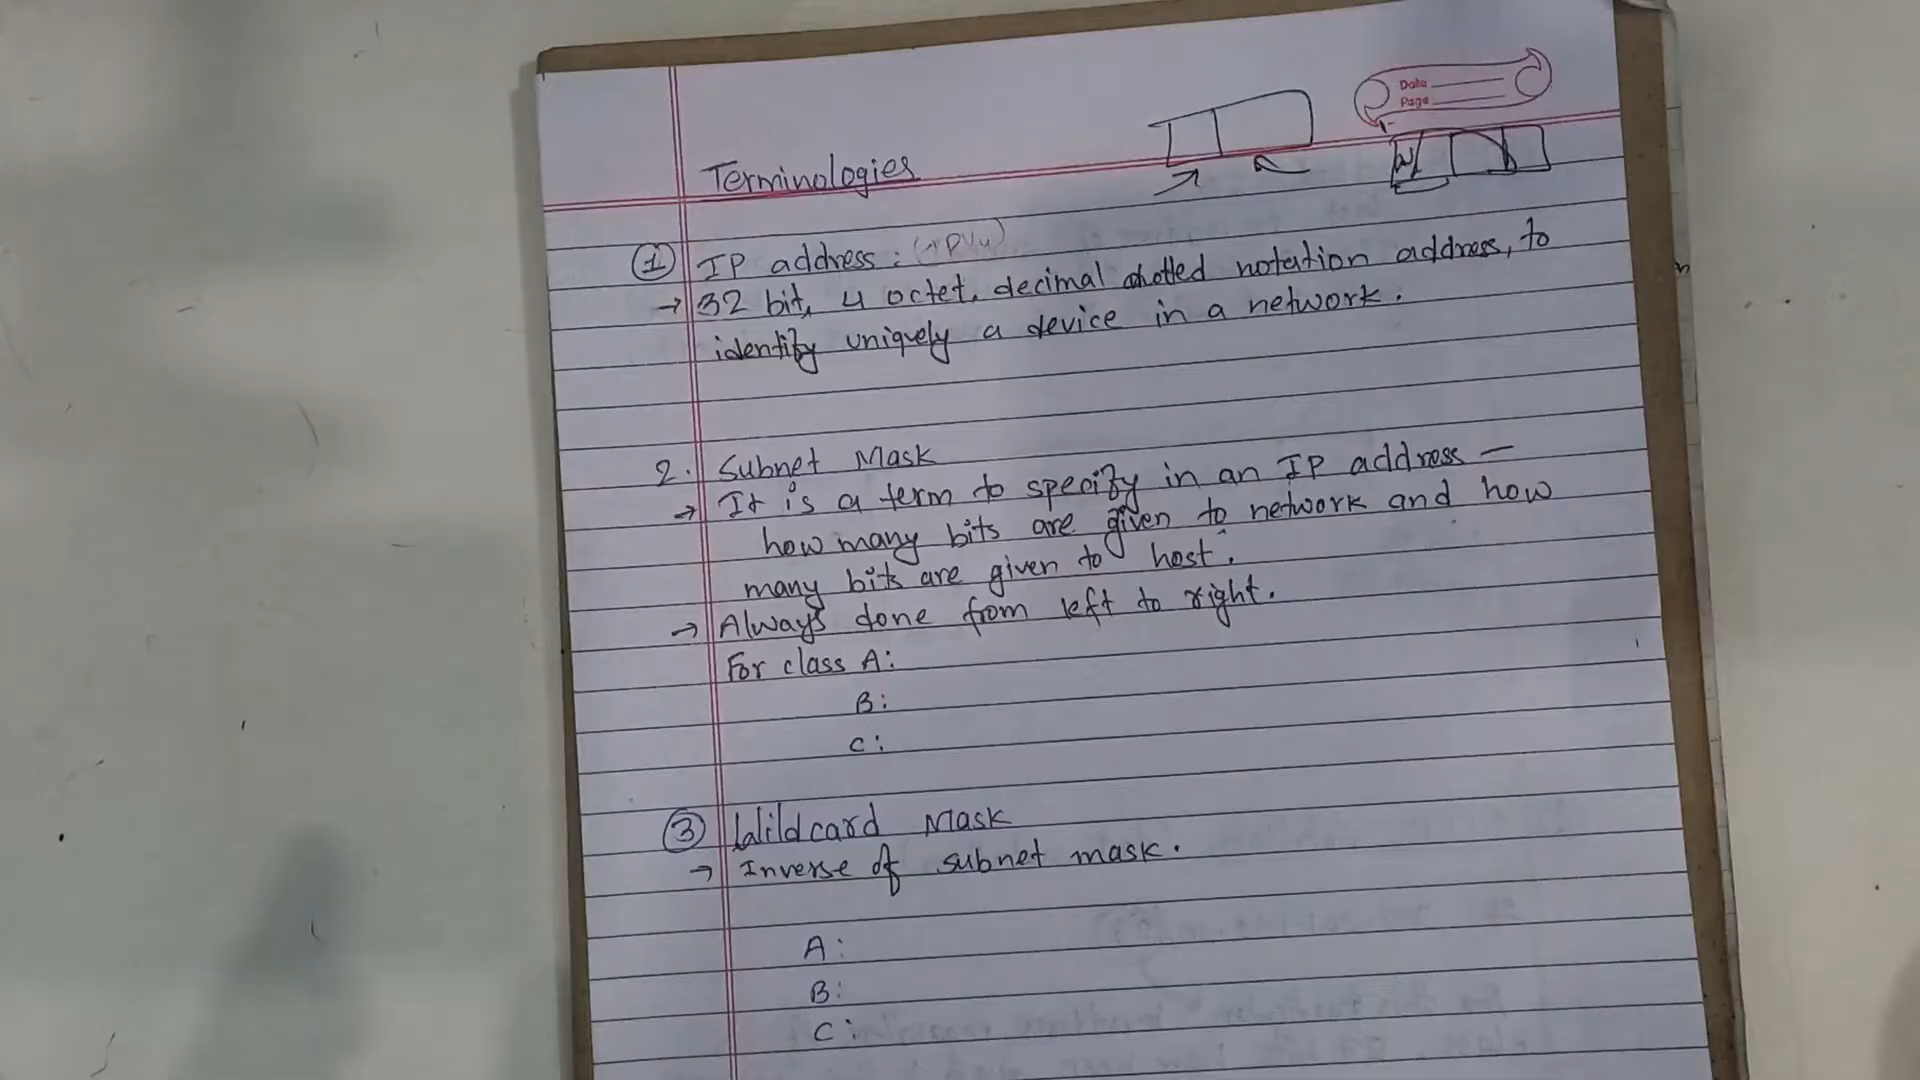 Date
Page
Terminologies
① IP address: (IPV4)
→ 32 bit, 4 octet, decimal dotted notation address, to
identify uniquely a device in a network.
2. Subnet Mask
→ It is a term to specify in an IP address —
how many bits are given to network and how
many bits are given to host.
→ Always done from left to right.
For class A:
B:
C:
③ Wildcard Mask
→ Inverse of subnet mask.
A:
B:
C: